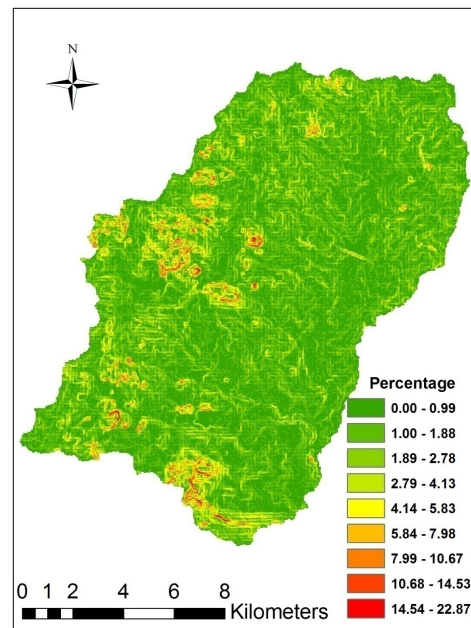 N
Percentage
0.00 - 0.99
1.00 - 1.88
1.89 - 2.78
2.79 - 4.13
4.14 - 5.83
5.84 - 7.98
7.99 - 10.67
10.68 - 14.53
14.54 - 22.87
0 1 2 4 6 8
Kilometers